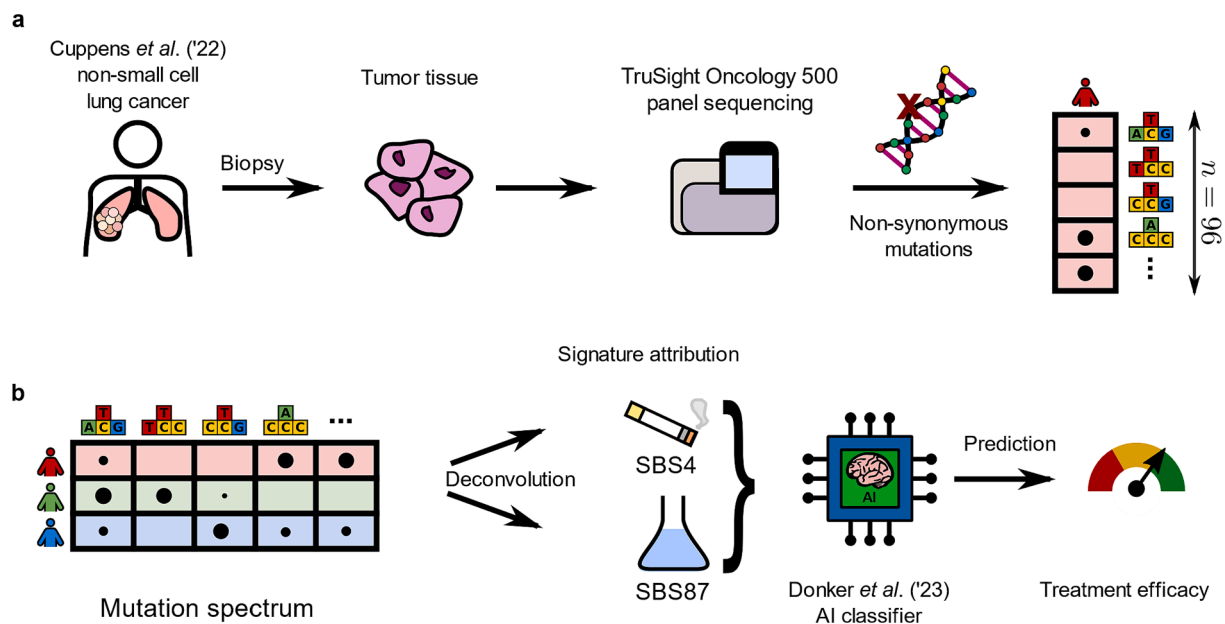 a
Cuppens et al. ('22)
non-small cell
lung cancer
Biopsy
Tumor tissue
TruSight Oncology 500
panel sequencing
Non-synonymous
mutations
T
A C G
T
T C C
T
C C G
A
C C C
...
n = 96
b
Signature attribution
T
A C G
T
T C C
T
C C G
A
C C C
...
Mutation spectrum
Deconvolution
SBS4
SBS87
AI
Donker et al. ('23)
AI classifier
Prediction
Treatment efficacy